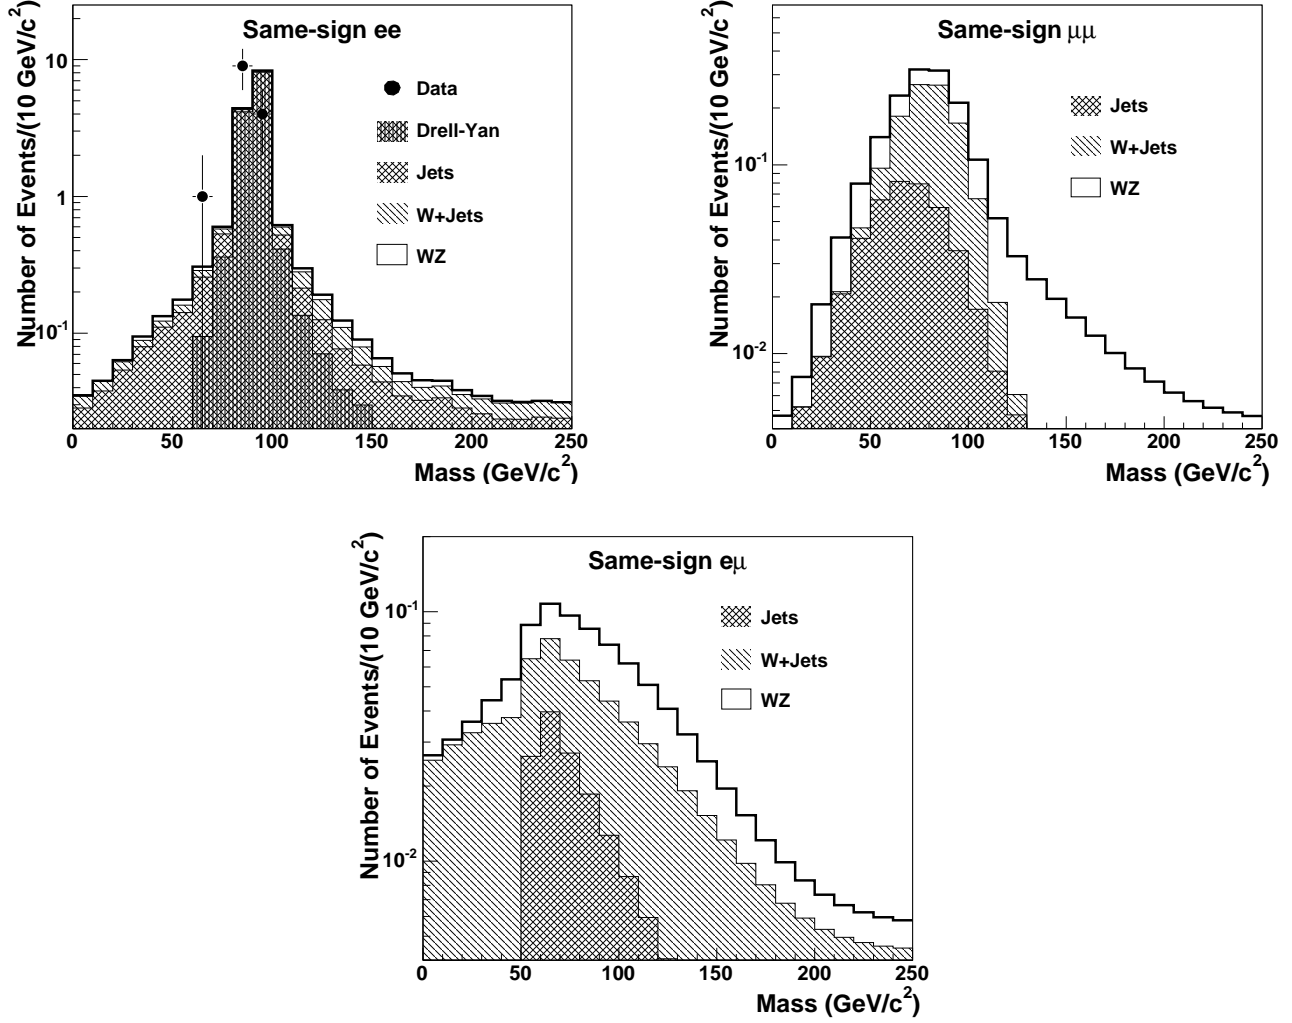 Same-sign ee
Number of Events/(10 GeV/c²)
10
1
10⁻¹
Data
Drell-Yan
Jets
W+Jets
WZ
0 50 100 150 200 250
Mass (GeV/c²)
Same-sign μμ
Number of Events/(10 GeV/c²)
10⁻¹
10⁻²
Jets
W+Jets
WZ
0 50 100 150 200 250
Mass (GeV/c²)
Same-sign eμ
Number of Events/(10 GeV/c²)
10⁻¹
10⁻²
Jets
W+Jets
WZ
0 50 100 150 200 250
Mass (GeV/c²)